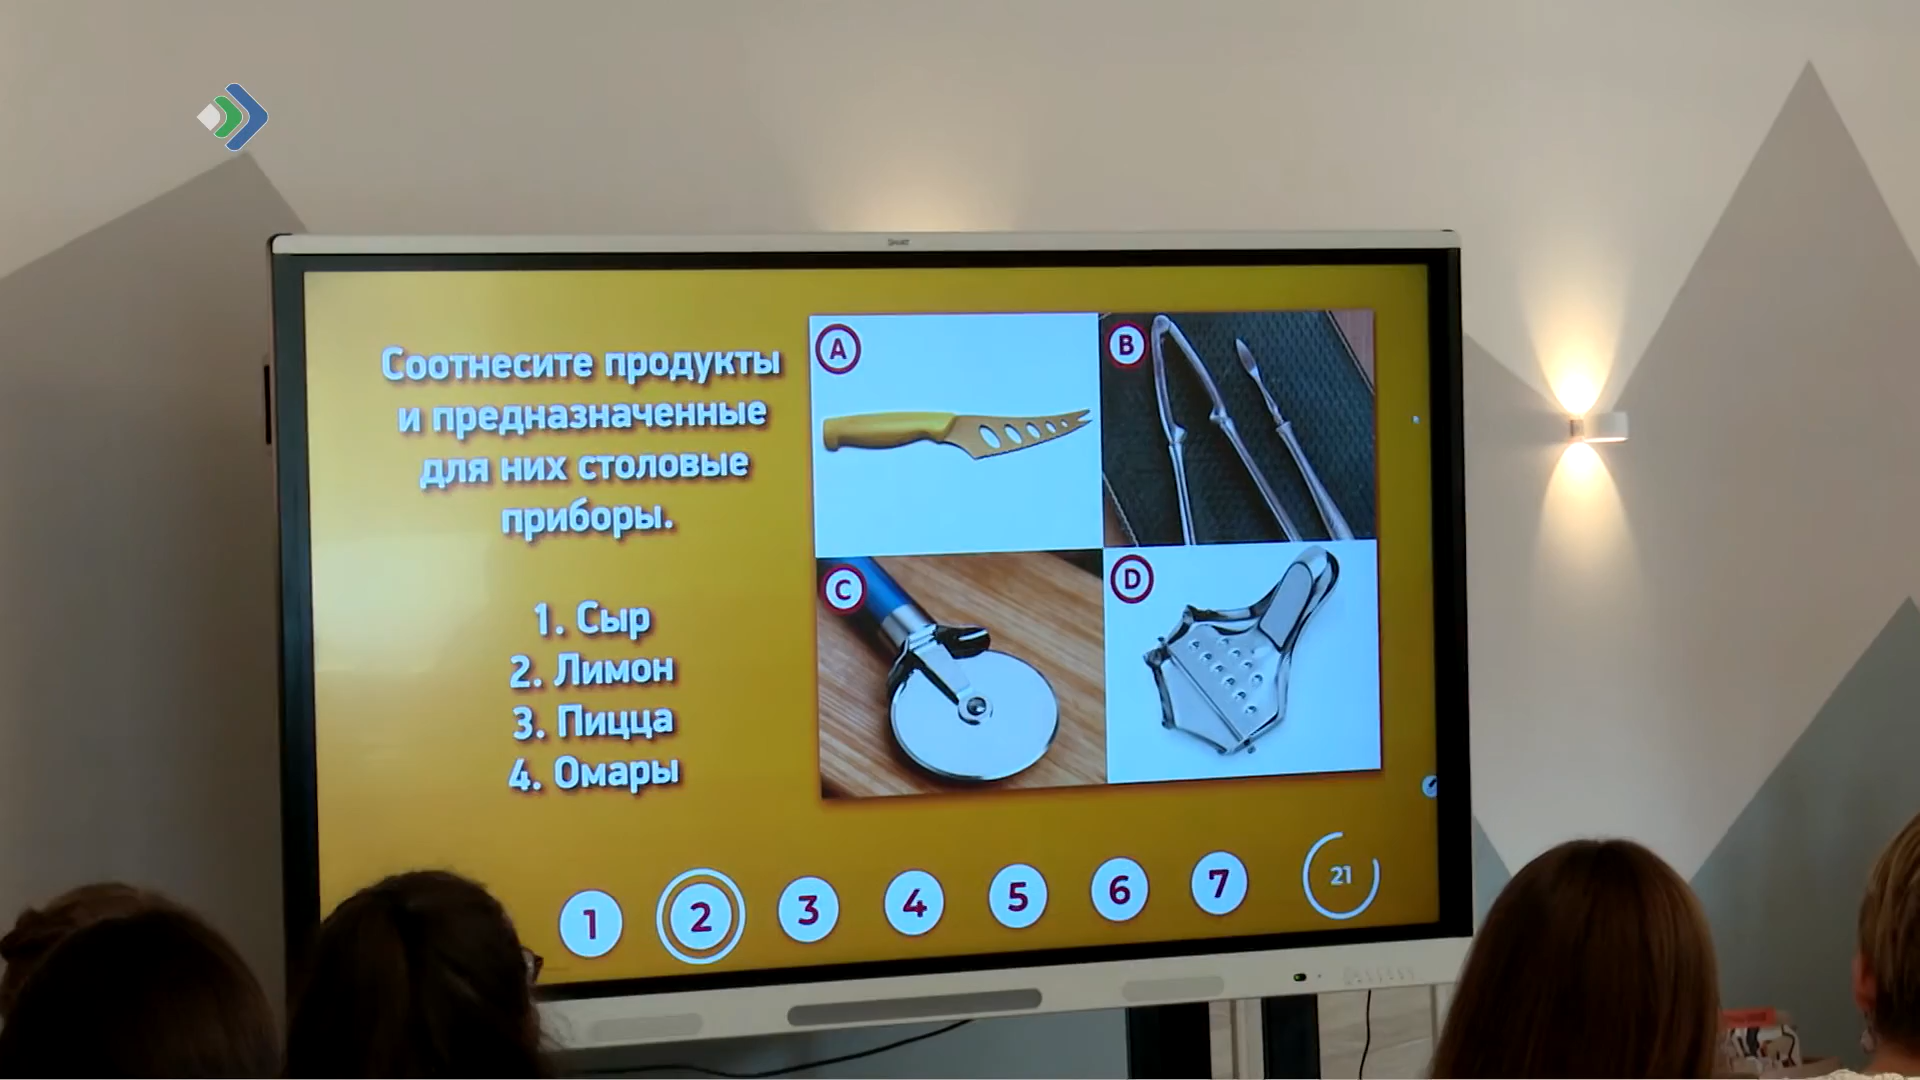 SMART
Соотнесите продукты
и предназначенные
для них столовые
приборы.
1. Сыр
2. Лимон
3. Пицца
4. Омары
A
B
C
D
1
2
3
4
5
6
7
21